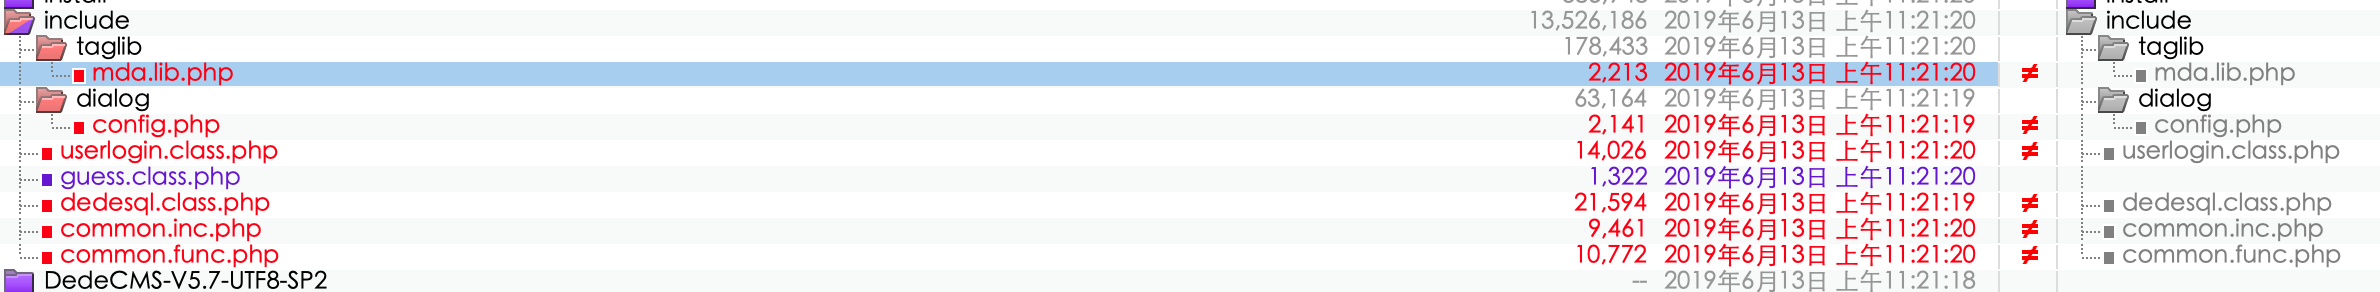 include 13,526,186 2019年6月13日 上午11:21:20 include
taglib 178,433 2019年6月13日 上午11:21:20 taglib
mda.lib.php 2,213 2019年6月13日 上午11:21:20 ≠ mda.lib.php
dialog 63,164 2019年6月13日 上午11:21:19 dialog
config.php 2,141 2019年6月13日 上午11:21:19 ≠ config.php
userlogin.class.php 14,026 2019年6月13日 上午11:21:20 ≠ userlogin.class.php
guess.class.php 1,322 2019年6月13日 上午11:21:20
dedesql.class.php 21,594 2019年6月13日 上午11:21:19 ≠ dedesql.class.php
common.inc.php 9,461 2019年6月13日 上午11:21:20 ≠ common.inc.php
common.func.php 10,772 2019年6月13日 上午11:21:20 ≠ common.func.php
DedeCMS-V5.7-UTF8-SP2 -- 2019年6月13日 上午11:21:18